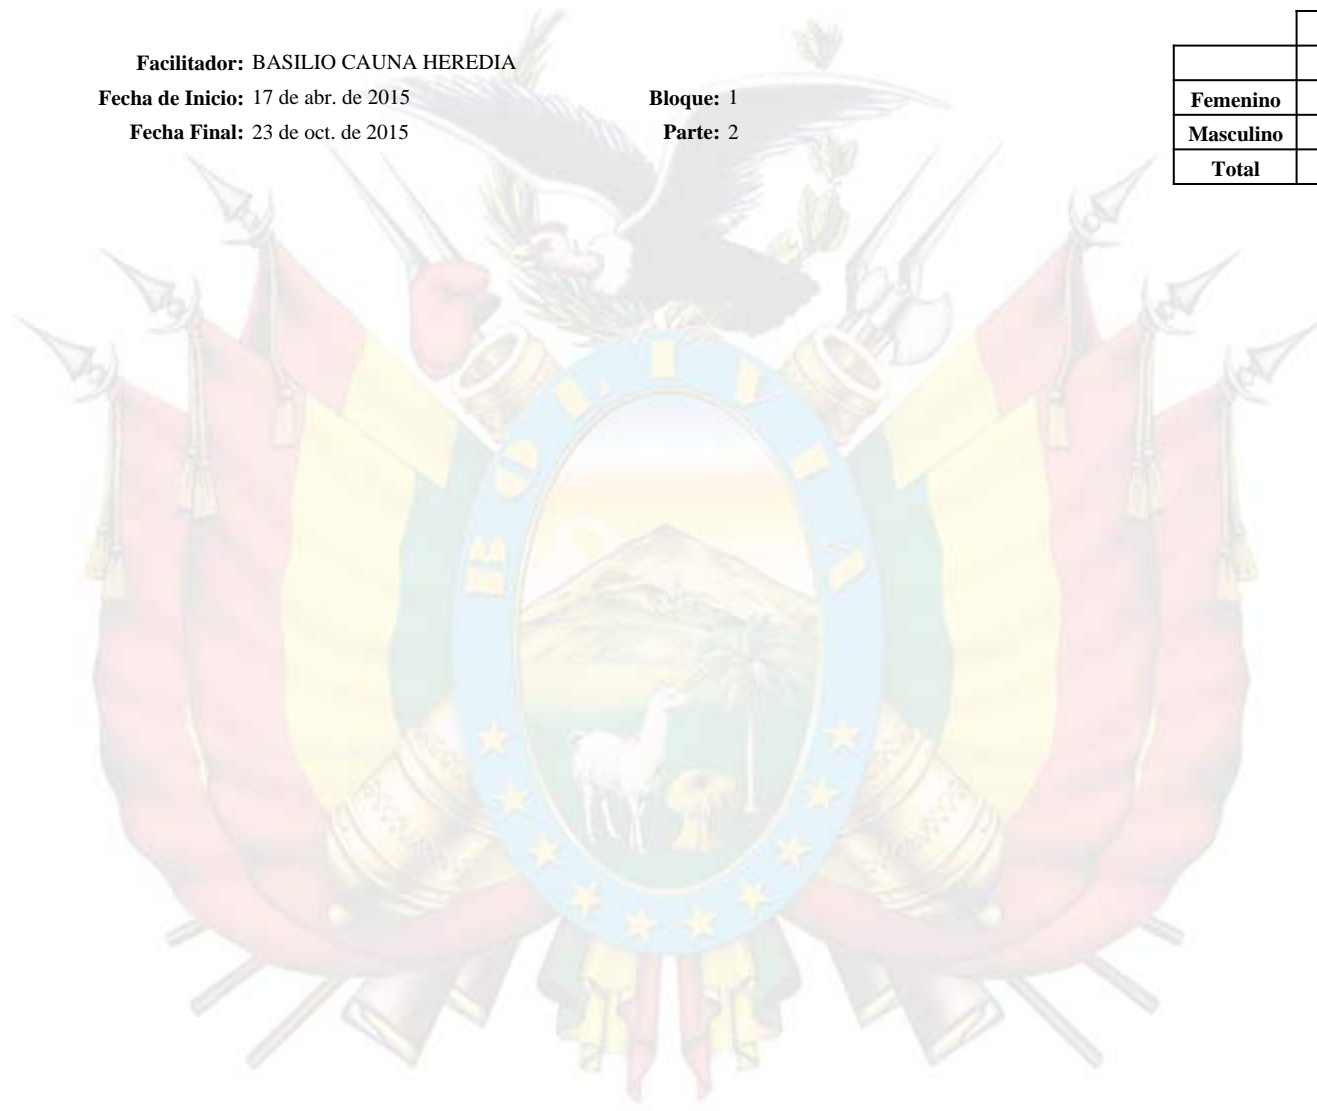 Facilitador: BASILIO CAUNA HEREDIA
Fecha de Inicio: 17 de abr. de 2015 Bloque: 1
Fecha Final: 23 de oct. de 2015 Parte: 2
Femenino
Masculino
Total
BOLIVIA